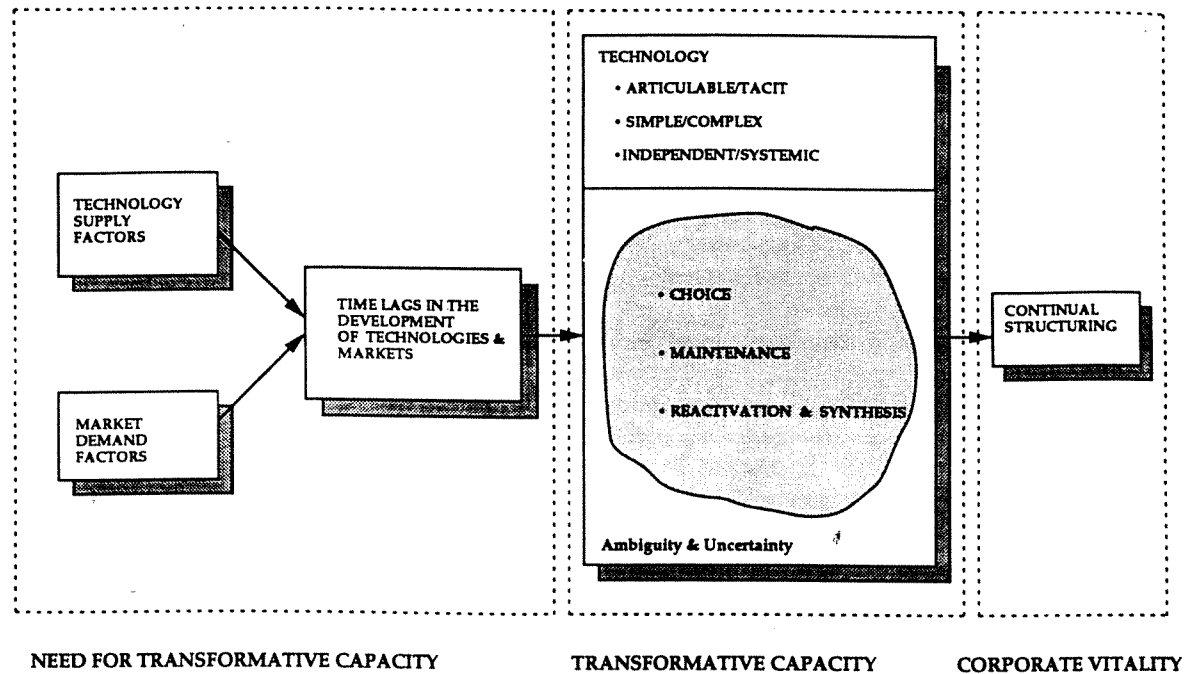 TECHNOLOGY
SUPPLY
FACTORS
MARKET
DEMAND
FACTORS
TIME LAGS IN THE
DEVELOPMENT
OF TECHNOLOGIES &
MARKETS
TECHNOLOGY
• ARTICULABLE/TACIT
• SIMPLE/COMPLEX
• INDEPENDENT/SYSTEMIC
• CHOICE
• MAINTENANCE
• REACTIVATION & SYNTHESIS
Ambiguity & Uncertainty
CONTINUAL
STRUCTURING
NEED FOR TRANSFORMATIVE CAPACITY
TRANSFORMATIVE CAPACITY
CORPORATE VITALITY